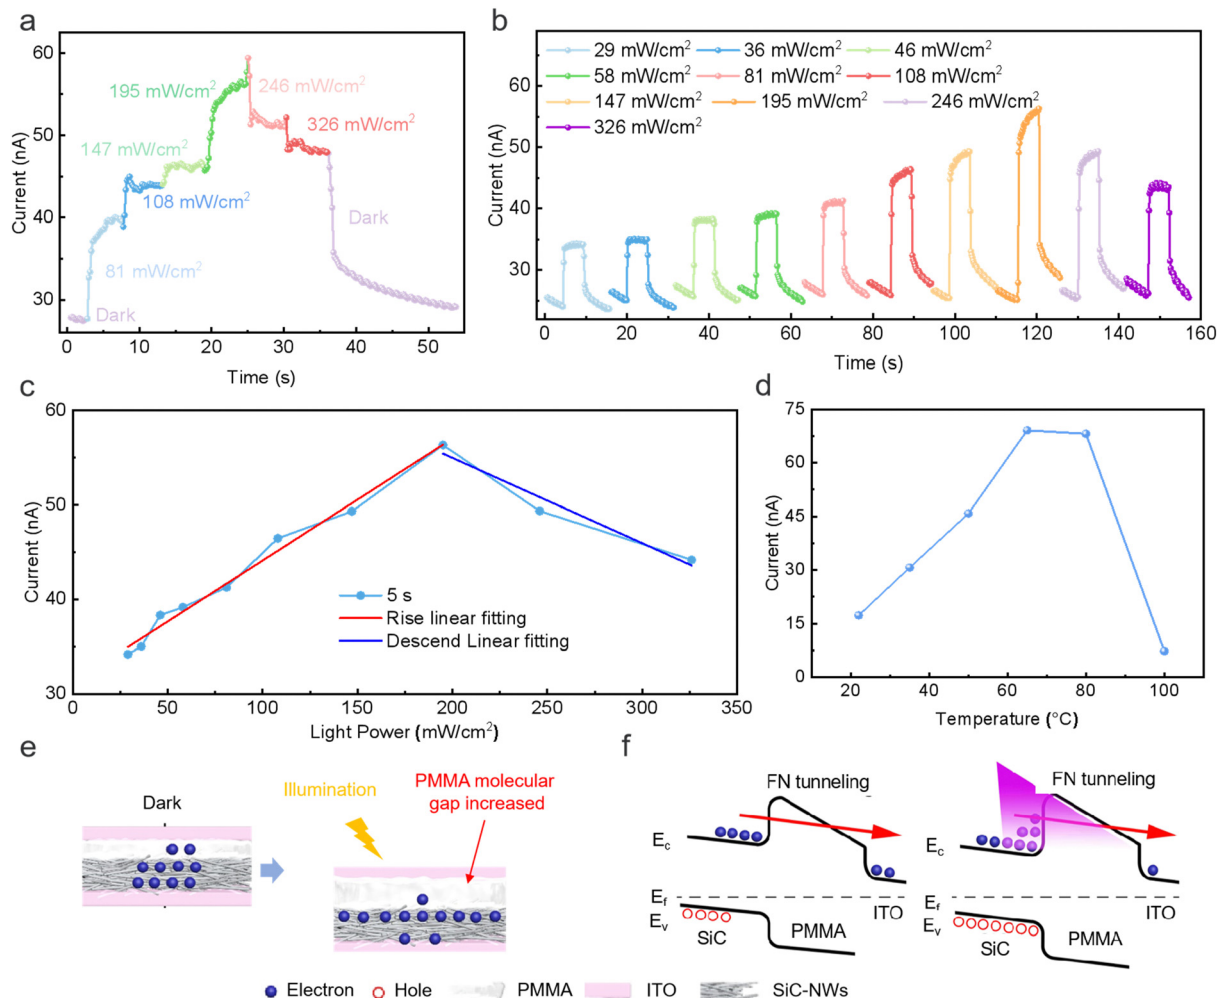 a
60
50
40
30
Current (nA)
0
10
20
30
40
50
Time (s)
195 mW/cm²
246 mW/cm²
326 mW/cm²
147 mW/cm²
108 mW/cm²
81 mW/cm²
Dark
Dark
b
60
50
40
30
Current (nA)
0
20
40
60
80
100
120
140
160
Time (s)
29 mW/cm²
36 mW/cm²
46 mW/cm²
58 mW/cm²
81 mW/cm²
108 mW/cm²
147 mW/cm²
195 mW/cm²
246 mW/cm²
326 mW/cm²
c
60
50
40
30
Current (nA)
0
50
100
150
200
250
300
350
Light Power (mW/cm²)
5 s
Rise linear fitting
Descend Linear fitting
d
75
60
45
30
15
0
Current (nA)
20
40
60
80
100
Temperature (°C)
e
Dark
Illumination
PMMA molecular
gap increased
f
FN tunneling
E_c
E_f
E_v
SiC
PMMA
ITO
FN tunneling
E_c
E_f
E_v
SiC
PMMA
ITO
Electron
Hole
PMMA
ITO
SiC-NWs